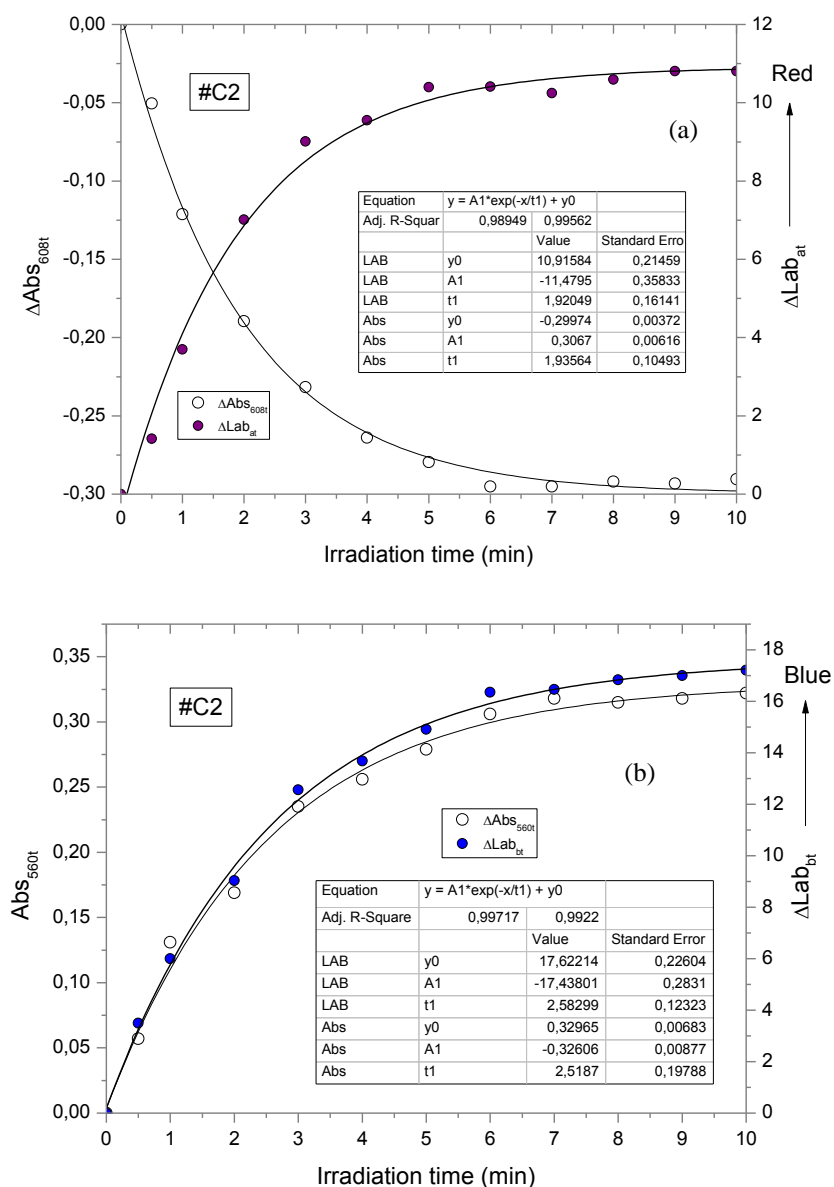 0,00
-0,05
-0,10
-0,15
-0,20
-0,25
-0,30
ΔAbs608t
#C2
(a)
12
10
8
6
4
2
0
Red
ΔLabat
Equation y = A1*exp(-x/t1) + y0
Adj. R-Squar 0,98949 0,99562
Value Standard Erro
LAB y0 10,91584 0,21459
LAB A1 -11,4795 0,35833
LAB t1 1,92049 0,16141
Abs y0 -0,29974 0,00372
Abs A1 0,3067 0,00616
Abs t1 1,93564 0,10493
ΔAbs608t
ΔLabat
0 1 2 3 4 5 6 7 8 9 10
Irradiation time (min)
0,35
0,30
0,25
0,20
0,15
0,10
0,05
0,00
Abs560t
#C2
(b)
18
16
14
12
10
8
6
4
2
0
Blue
ΔLabbt
ΔAbs560t
ΔLabbt
Equation y = A1*exp(-x/t1) + y0
Adj. R-Square 0,99717 0,9922
Value Standard Error
LAB y0 17,62214 0,22604
LAB A1 -17,43801 0,2831
LAB t1 2,58299 0,12323
Abs y0 0,32965 0,00683
Abs A1 -0,32606 0,00877
Abs t1 2,5187 0,19788
0 1 2 3 4 5 6 7 8 9 10
Irradiation time (min)